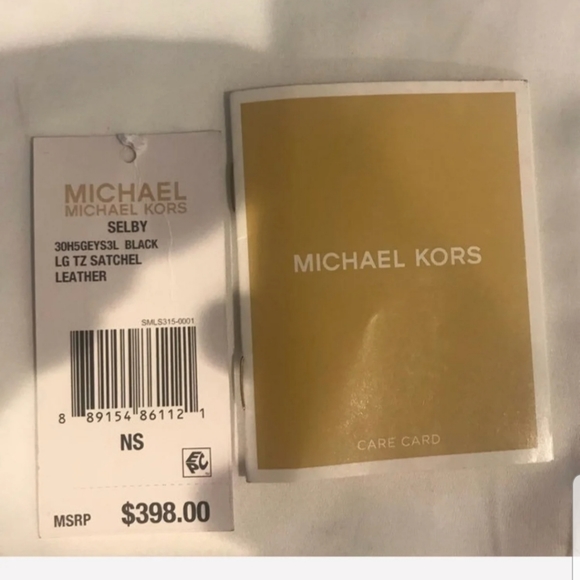 MICHAEL
MICHAEL KORS
SELBY
30H5GEYS3L BLACK
LG TZ SATCHEL
LEATHER
SMLS315-0001
8 89154 86112 1
NS
EPC
MSRP $398.00
MICHAEL KORS
CARE CARD